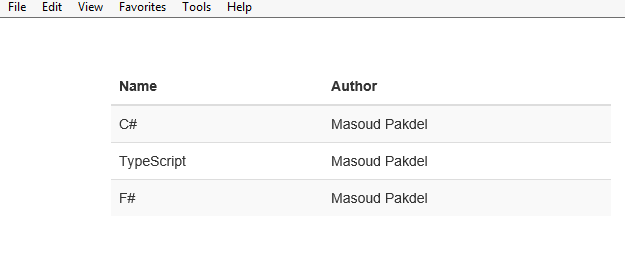 File Edit View Favorites Tools Help
Name Author
C# Masoud Pakdel
TypeScript Masoud Pakdel
F# Masoud Pakdel